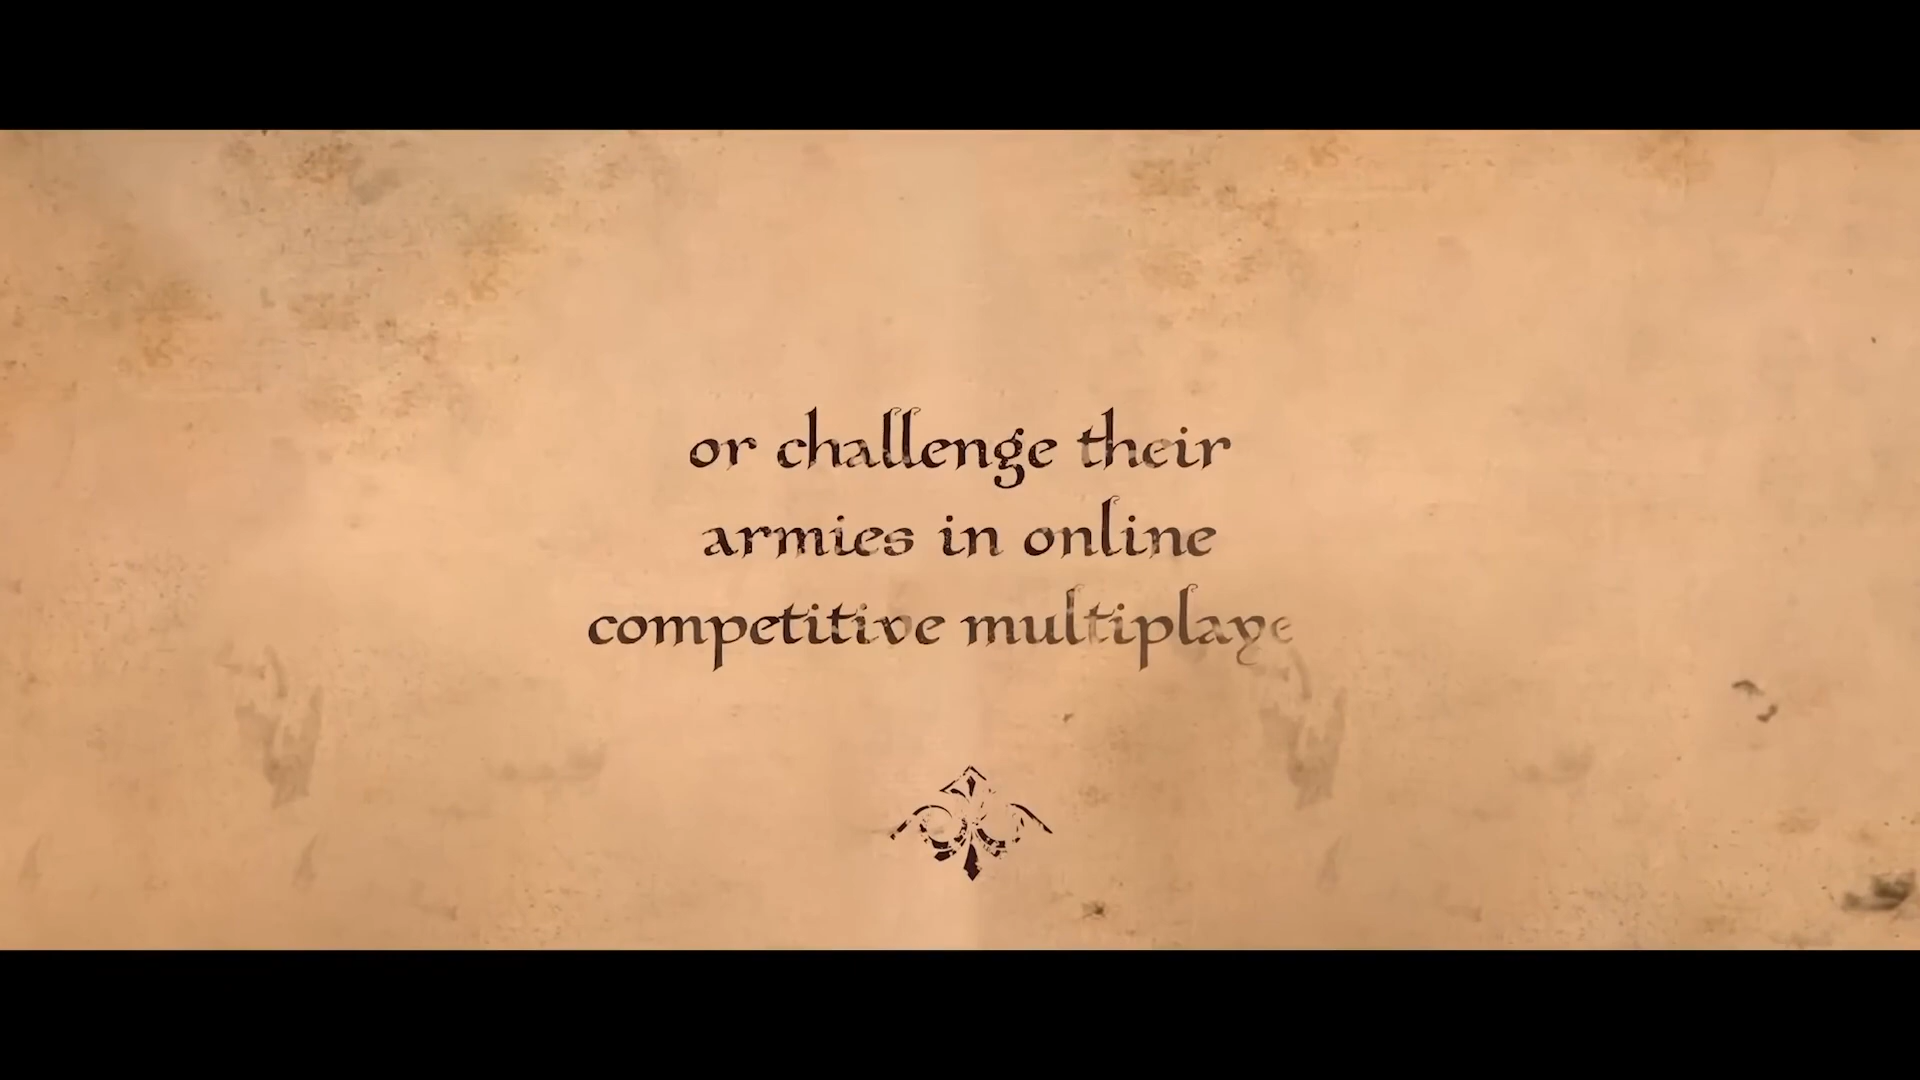 or challenge their
armies in online
competitive multiplaye